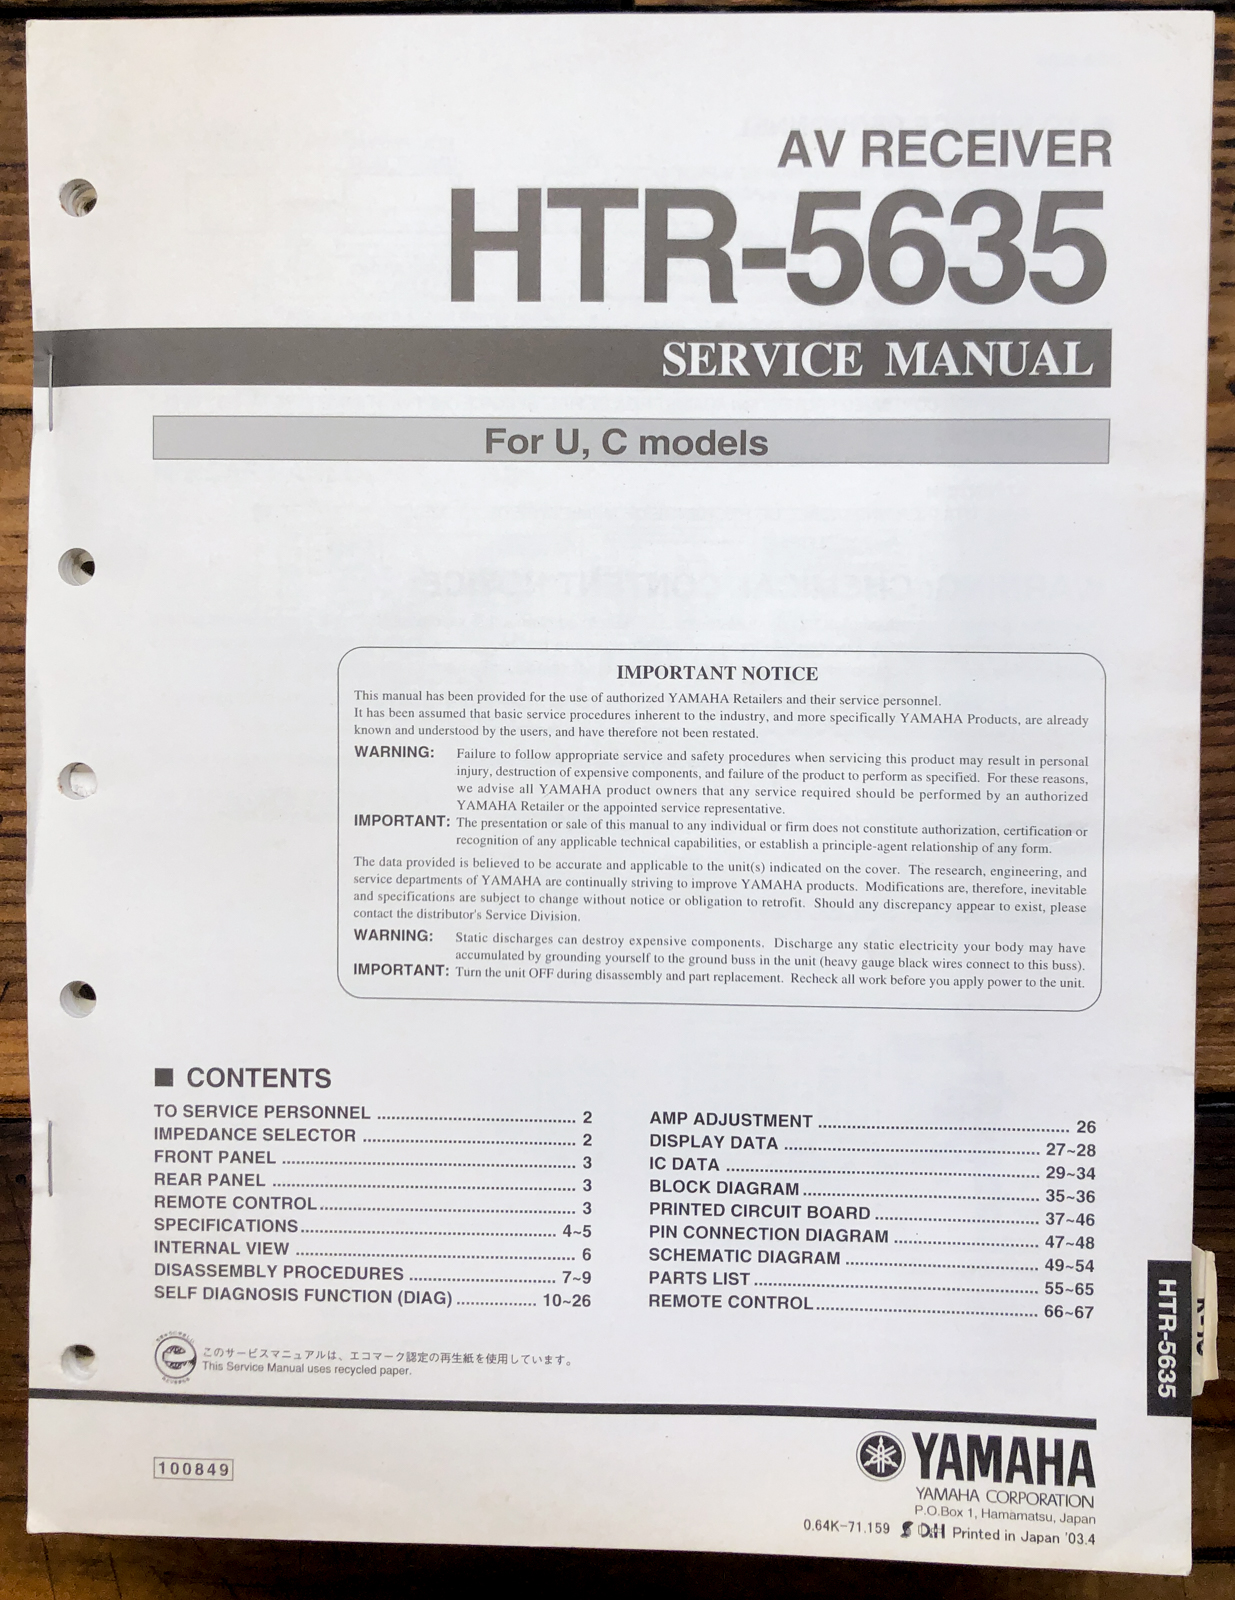 AV RECEIVER
HTR-5635
SERVICE MANUAL
For U, C models
IMPORTANT NOTICE
This manual has been provided for the use of authorized YAMAHA Retailers and their service personnel.
It has been assumed that basic service procedures inherent to the industry, and more specifically YAMAHA Products, are already
known and understood by the users, and have therefore not been restated.
WARNING: Failure to follow appropriate service and safety procedures when servicing this product may result in personal
injury, destruction of expensive components, and failure of the product to perform as specified. For these reasons,
we advise all YAMAHA product owners that any service required should be performed by an authorized
YAMAHA Retailer or the appointed service representative.
IMPORTANT: The presentation or sale of this manual to any individual or firm does not constitute authorization, certification or
recognition of any applicable technical capabilities, or establish a principle-agent relationship of any form.
The data provided is believed to be accurate and applicable to the unit(s) indicated on the cover. The research, engineering, and
service departments of YAMAHA are continually striving to improve YAMAHA products. Modifications are, therefore, inevitable
and specifications are subject to change without notice or obligation to retrofit. Should any discrepancy appear to exist, please
contact the distributor's Service Division.
WARNING: Static discharges can destroy expensive components. Discharge any static electricity your body may have
accumulated by grounding yourself to the ground buss in the unit (heavy gauge black wires connect to this buss).
IMPORTANT: Turn the unit OFF during disassembly and part replacement. Recheck all work before you apply power to the unit.
■ CONTENTS
TO SERVICE PERSONNEL .................................. 2
IMPEDANCE SELECTOR .................................... 2
FRONT PANEL .................................................. 3
REAR PANEL .................................................... 3
REMOTE CONTROL ............................................ 3
SPECIFICATIONS ............................................ 4~5
INTERNAL VIEW ................................................ 6
DISASSEMBLY PROCEDURES ......................... 7~9
SELF DIAGNOSIS FUNCTION (DIAG) ................ 10~26
AMP ADJUSTMENT ........................................... 26
DISPLAY DATA ............................................ 27~28
IC DATA ...................................................... 29~34
BLOCK DIAGRAM ........................................ 35~36
PRINTED CIRCUIT BOARD ............................ 37~46
PIN CONNECTION DIAGRAM ......................... 47~48
SCHEMATIC DIAGRAM ................................. 49~54
PARTS LIST ................................................. 55~65
REMOTE CONTROL ...................................... 66~67
このサービスマニュアルは、エコマーク認定の再生紙を使用しています。
This Service Manual uses recycled paper.
HTR-5635
100849
YAMAHA
YAMAHA CORPORATION
P.O.Box 1, Hamamatsu, Japan
0.64K-71.159 Printed in Japan '03.4